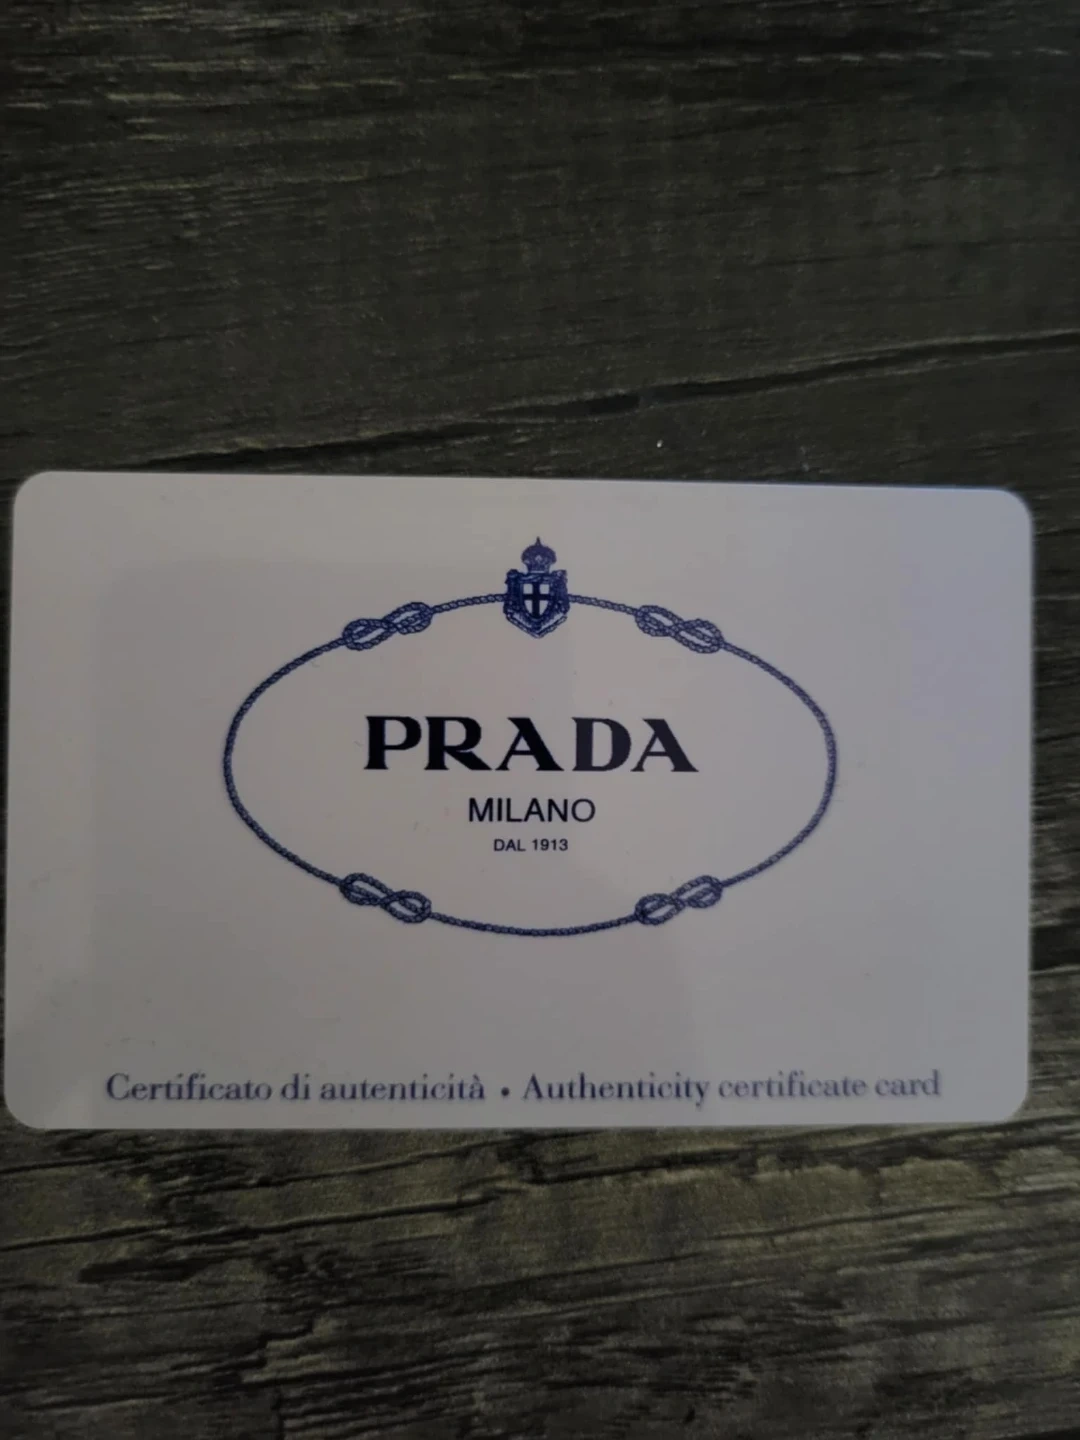 PRADA
MILANO
DAL 1913
Certificato di autenticità • Authenticity certificate card